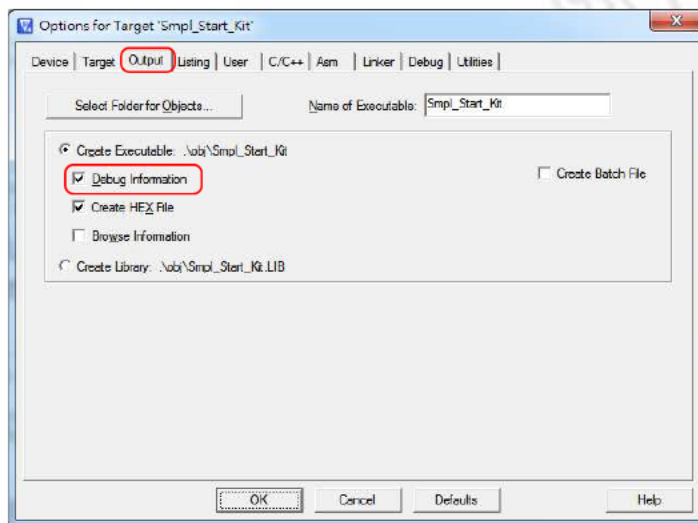 Options for Target 'Smpl_Start_Kit'
Device Target Output Listing User C/C++ Asm Linker Debug Utilities
Select Folder for Objects... Name of Executable: Smpl_Start_Kit
Create Executable: .\obj\Smpl_Start_Kit
Debug Information Create Batch File
Create HEX File
Browse Information
Create Library: .\obj\Smpl_Start_Kit.LIB
OK Cancel Defaults Help